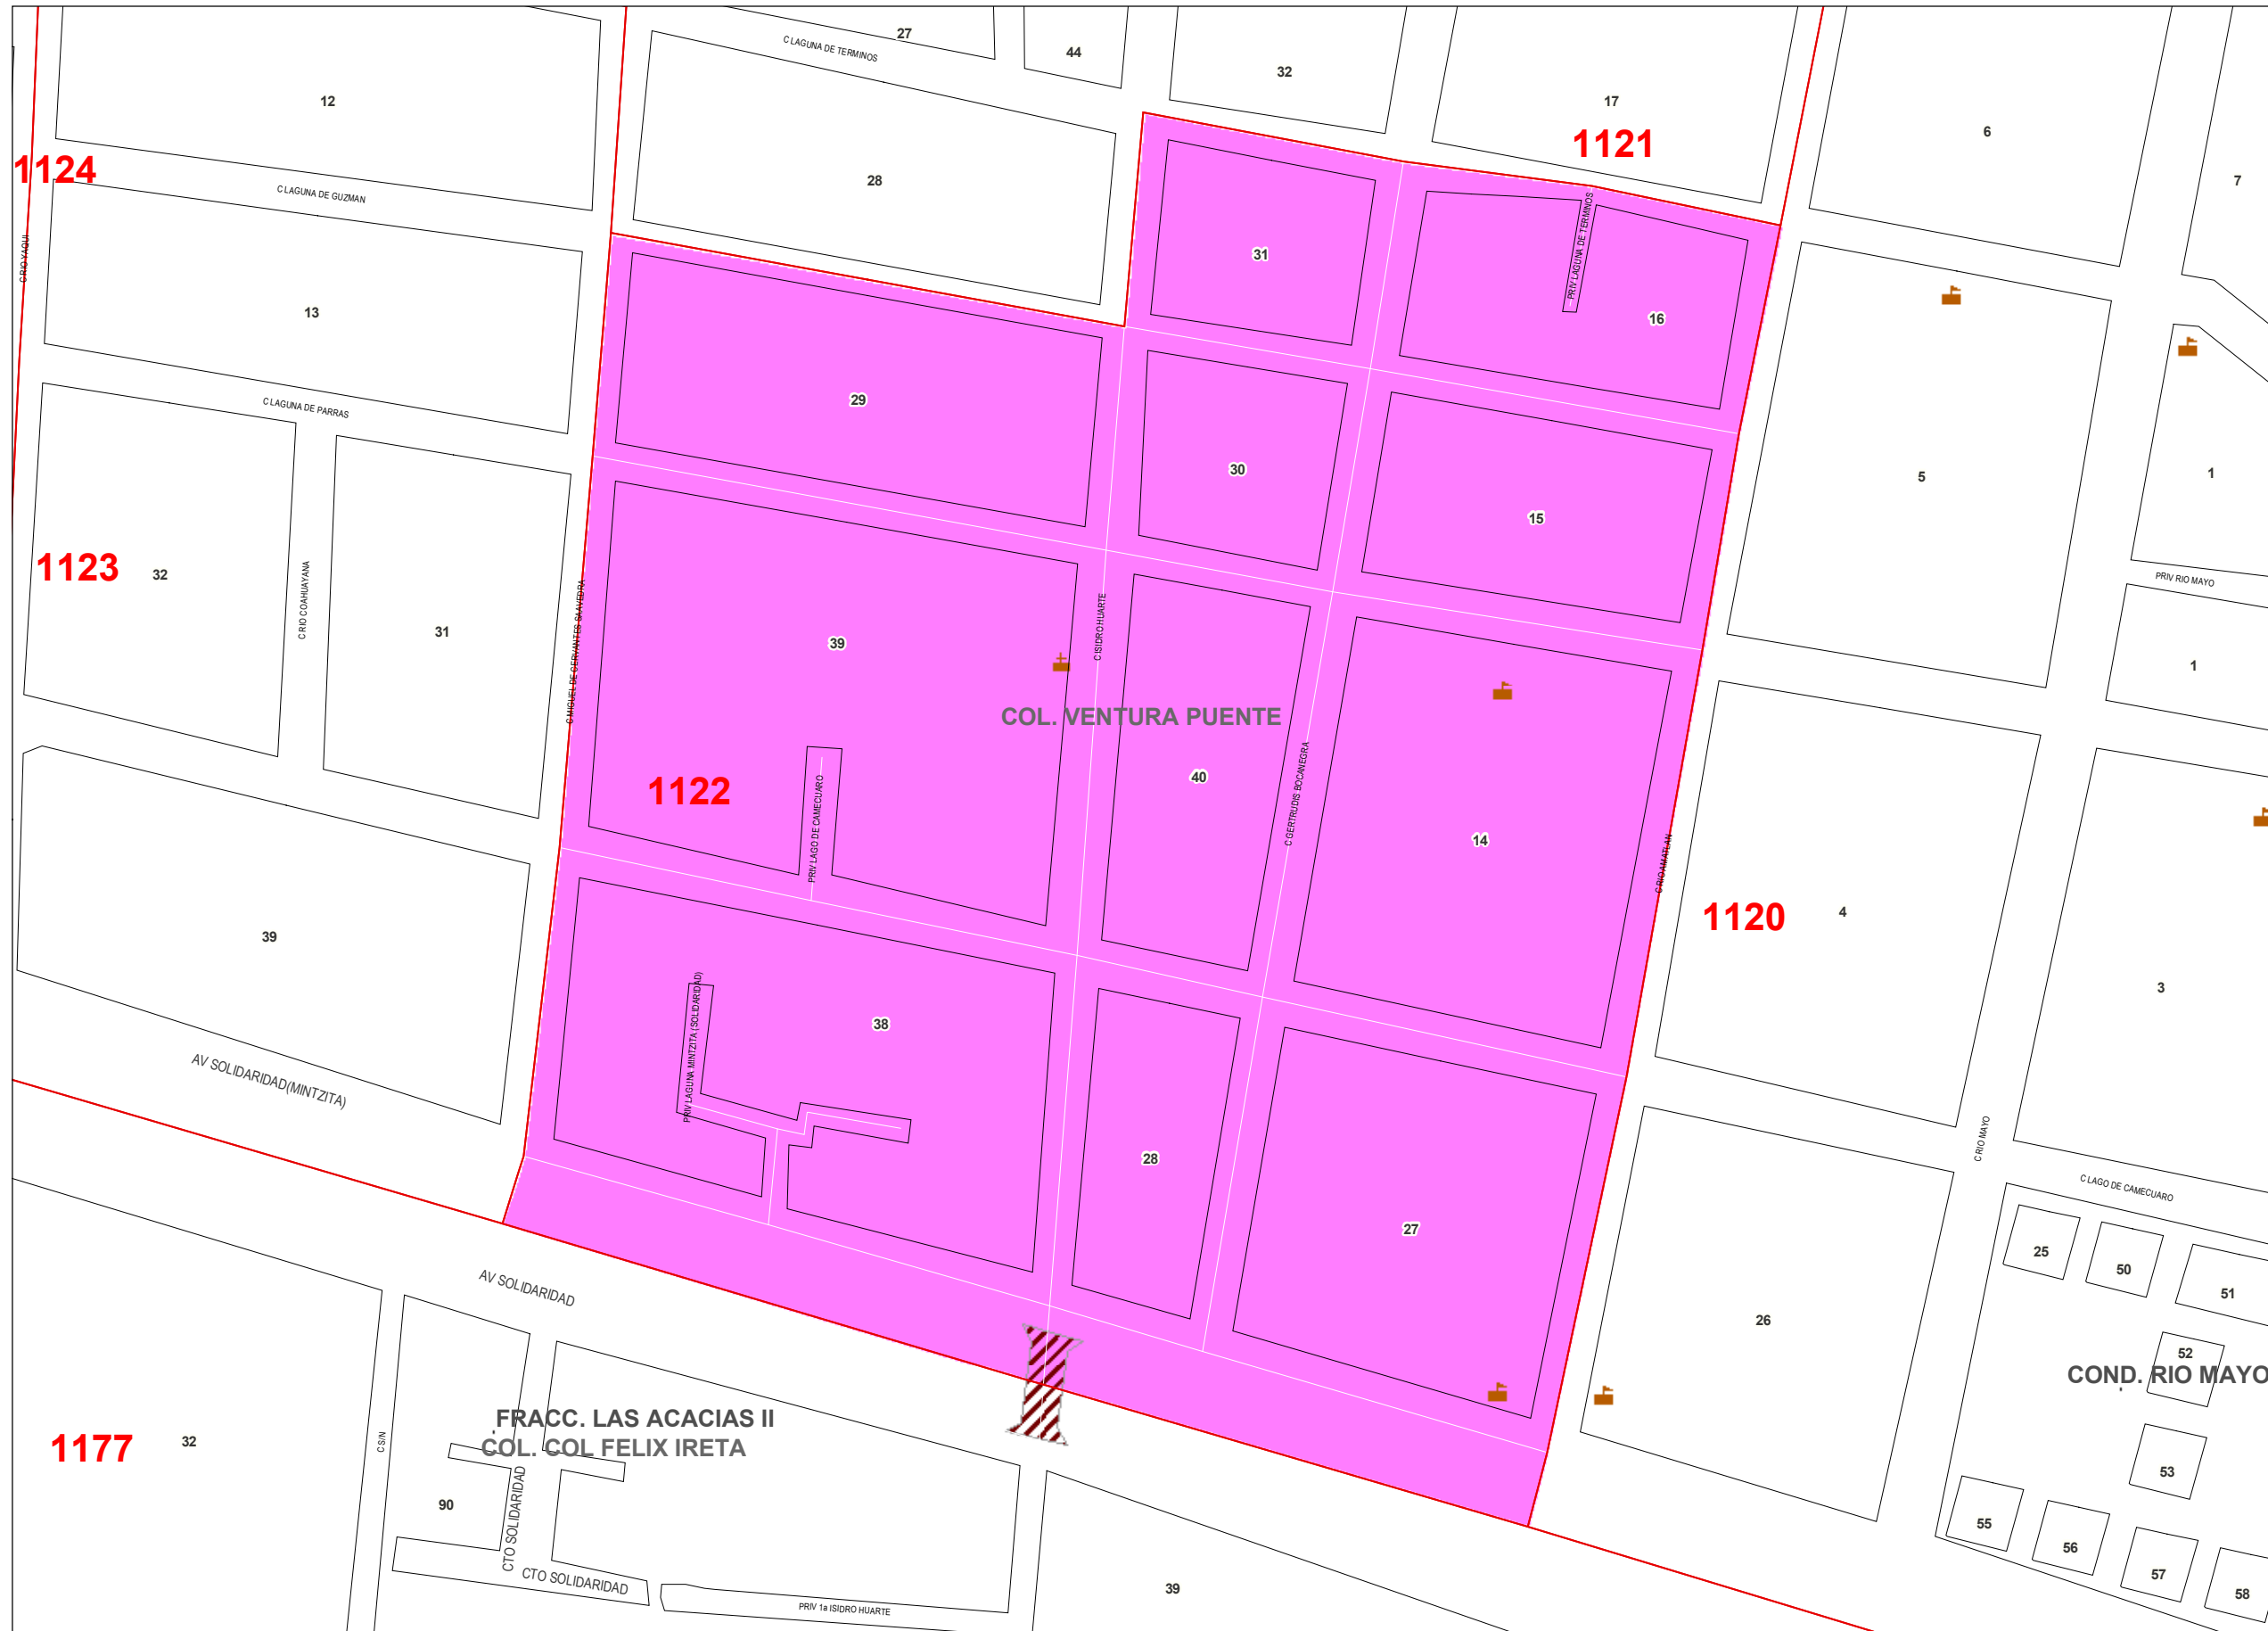 27
C LAGUNA DE TERMINOS
44
32
17
12
6
1121
1124
28
7
C LAGUNA DE GUZMAN
PRIV LAGUNA DE TERMINOS
C RIO YAQUI
31
13
16
29
C LAGUNA DE PARRAS
30
5
1
15
1123
32
C RIO COAHUAYANA
31
C MIGUEL DE CERVANTES SAAVEDRA
39
C ISIDRO HUARTE
PRIV RIO MAYO
1
COL. VENTURA PUENTE
1122
40
C GERTRUDIS BOCANEGRA
PRIV LAGO DE CAMECUARO
14
C RIO AMATLAN
1120
4
39
3
38
PRIV LAGUNA MINTZITA (SOLIDARIDAD)
AV SOLIDARIDAD(MINTZITA)
C RIO MAYO
28
C LAGO DE CAMECUARO
27
25
50
51
AV SOLIDARIDAD
26
52
COND. RIO MAYO
FRACC. LAS ACACIAS II
1177
32
C S/N
COL. COL FELIX IRETA
53
90
CTO SOLIDARIDAD
55
56
57
58
CTO SOLIDARIDAD
39
PRIV 1a ISIDRO HUARTE